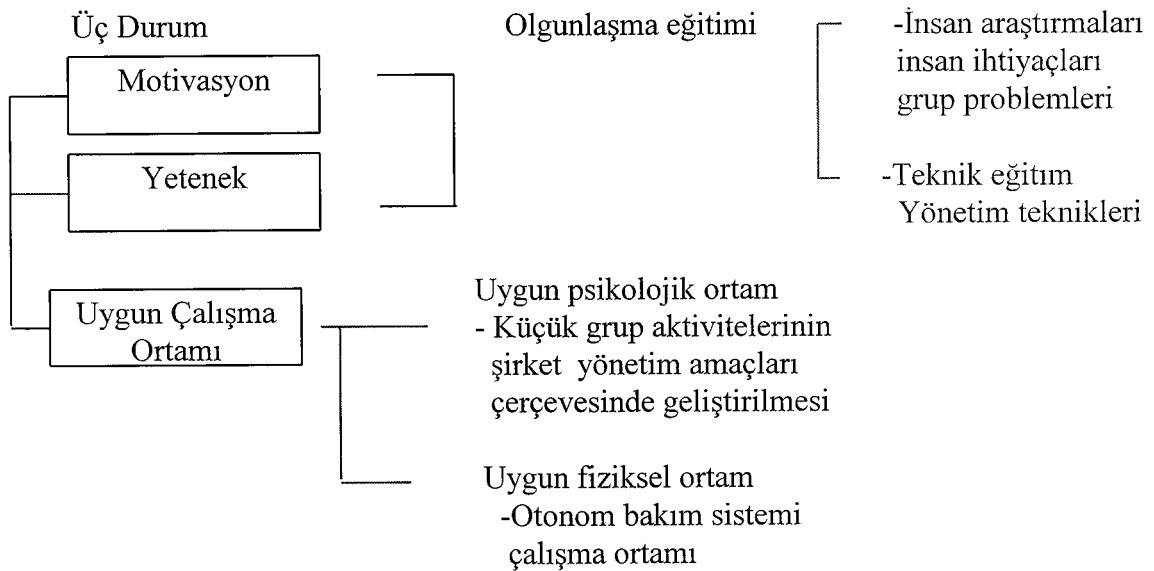 Üç Durum
Motivasyon
Yetenek
Uygun Çalışma
Ortamı
Olgunlaşma eğitimi
-İnsan araştırmaları
insan ihtiyaçları
grup problemleri
-Teknik eğitım
Yönetim teknikleri
Uygun psikolojik ortam
- Küçük grup aktivitelerinin
şirket yönetim amaçları
çerçevesinde geliştirilmesi
Uygun fiziksel ortam
-Otonom bakım sistemi
çalışma ortamı